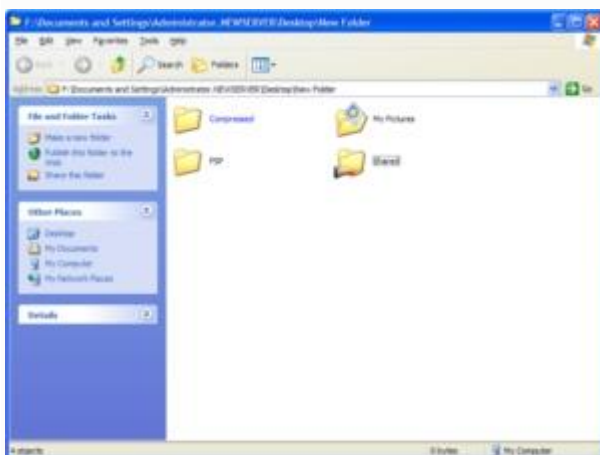 F:\Documents and Settings\Administrator.NEWSERVER\Desktop\New Folder
File Edit View Favorites Tools Help
Search Folders
Address F:\Documents and Settings\Administrator.NEWSERVER\Desktop\New Folder Go
File and Folder Tasks
Make a new folder
Publish this folder to the
Web
Share this folder
Other Places
Desktop
My Documents
My Computer
My Network Places
Details
Compressed
My Pictures
PSP
Shared
4 objects
0 bytes
My Computer